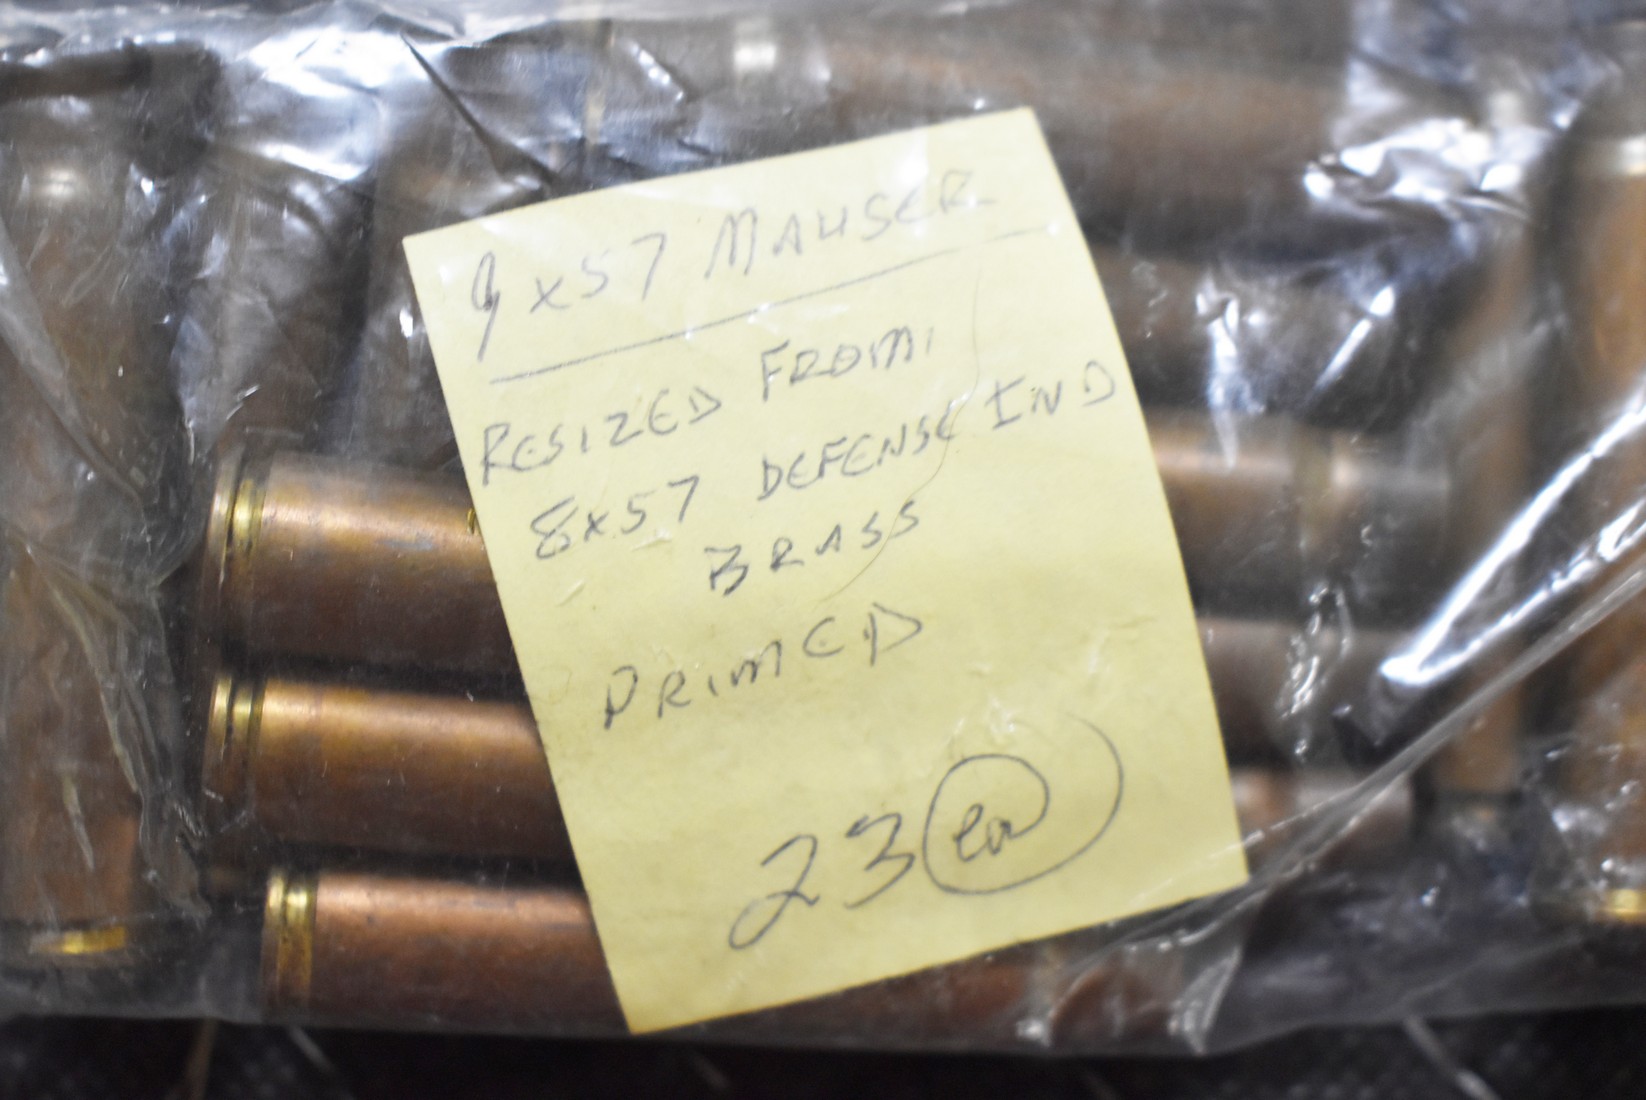 9x57 MAUSER
RESIZED FROM:
8x57 DEFENSE IND
BRASS
PRIMED
23 ea